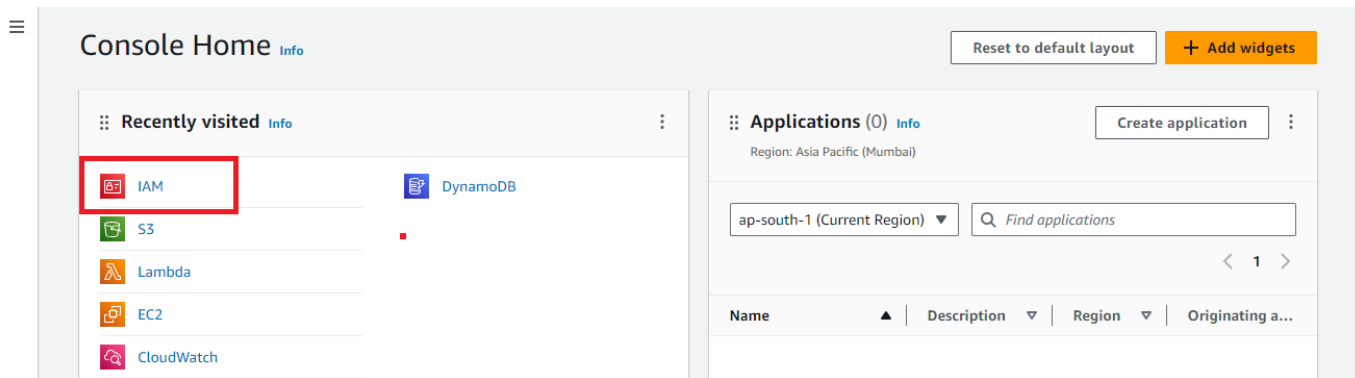 Console Home Info
Reset to default layout
+ Add widgets
Recently visited Info
IAM
S3
Lambda
EC2
CloudWatch
DynamoDB
Applications (0) Info
Create application
Region: Asia Pacific (Mumbai)
ap-south-1 (Current Region)
Find applications
1
Name
Description
Region
Originating a...